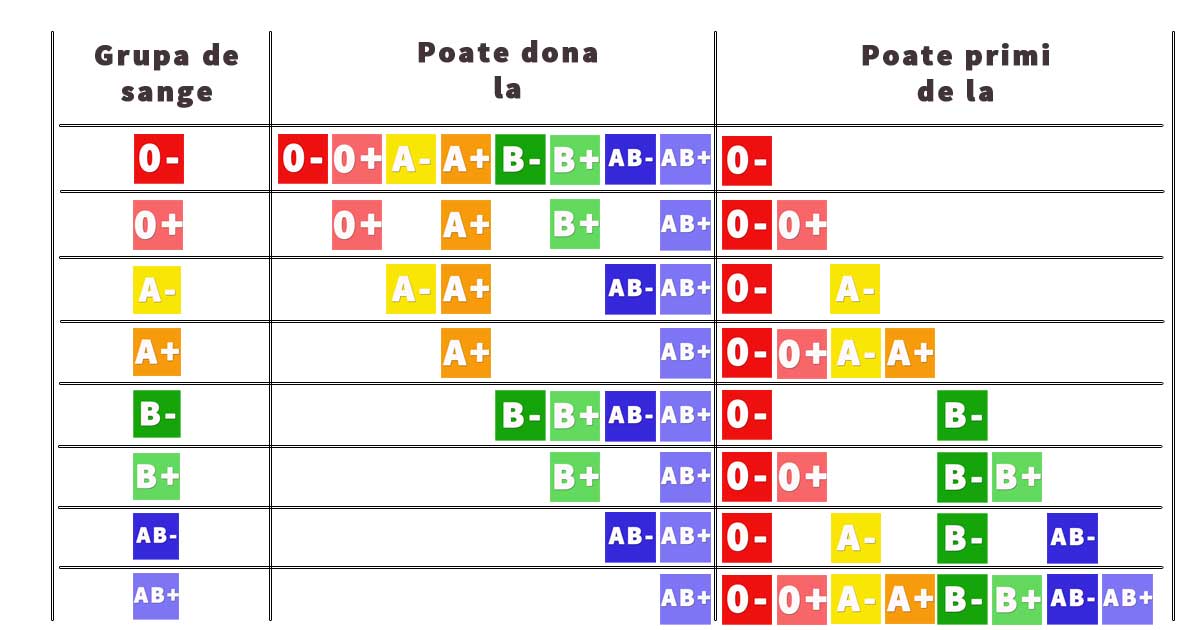 Grupa de
sange
Poate dona
la
Poate primi
de la
0- 0- 0+ A- A+ B- B+ AB- AB+ 0-
0+ 0+ A+ B+ AB+ 0- 0+
A- A- A+ AB- AB+ 0- A-
A+ A+ AB+ 0- 0+ A- A+
B- B- B+ AB- AB+ 0- B-
B+ B+ AB+ 0- 0+ B- B+
AB- AB- AB+ 0- A- B- AB-
AB+ AB+ 0- 0+ A- A+ B- B+ AB- AB+